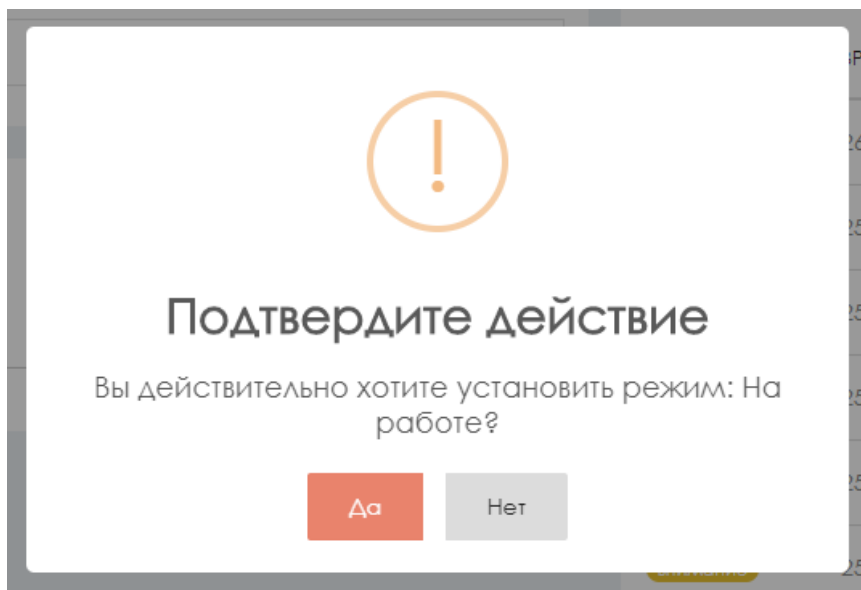 Подтвердите действие
Вы действительно хотите установить режим: На
работе?
Да
Нет